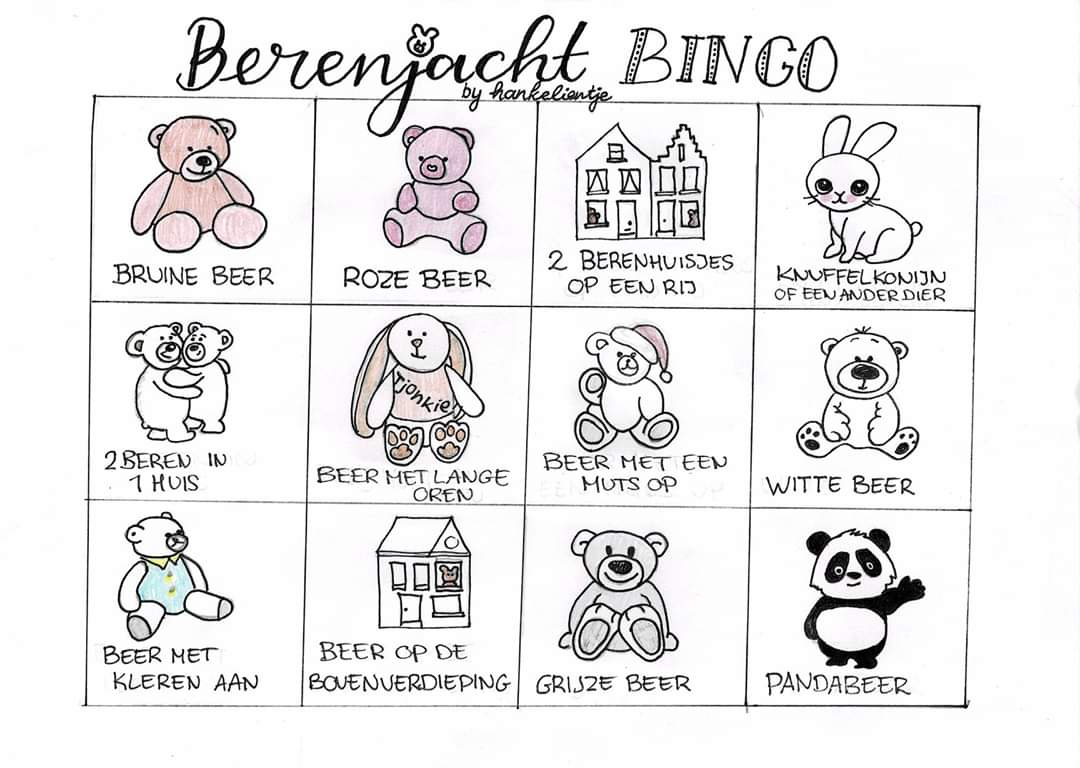 Berenjacht BINGO
by hankelientje
BRUINE BEER
ROZE BEER
2 BERENHUISJES
OP EEN RIJ
KNUFFELKONIJN
OF EEN ANDER DIER
2 BEREN IN
1 HUIS
Tjonkie
BEER MET LANGE
OREN
BEER MET EEN
MUTS OP
WITTE BEER
BEER MET
KLEREN AAN
BEER OP DE
BOVENVERDIEPING
GRIJZE BEER
PANDABEER